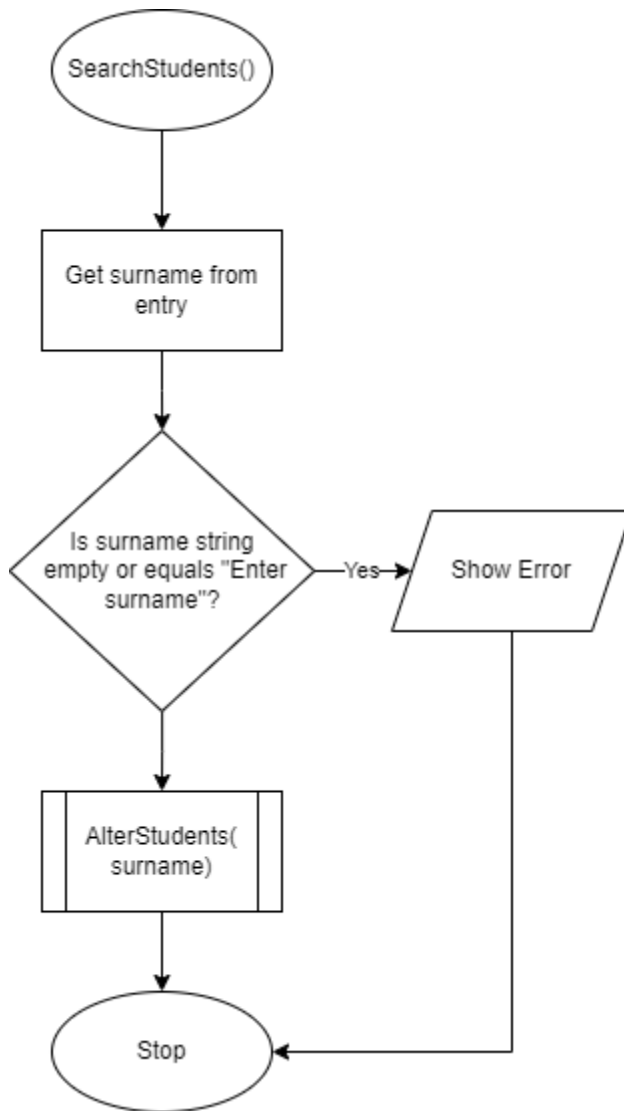 SearchStudents()
Get surname from
entry
Is surname string
empty or equals "Enter
surname"?
Yes
Show Error
AlterStudents(
surname)
Stop